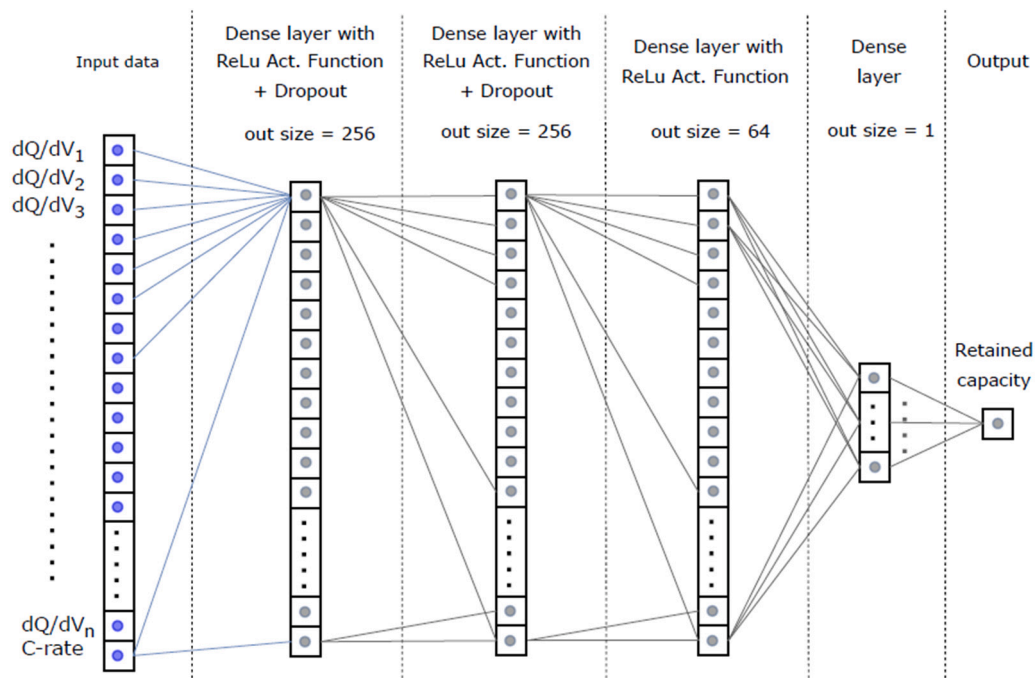 Input data
Dense layer with
ReLu Act. Function
+ Dropout
out size = 256
Dense layer with
ReLu Act. Function
+ Dropout
out size = 256
Dense layer with
ReLu Act. Function
out size = 64
Dense
layer
out size = 1
Output
dQ/dV1
dQ/dV2
dQ/dV3
dQ/dVn
C-rate
Retained
capacity